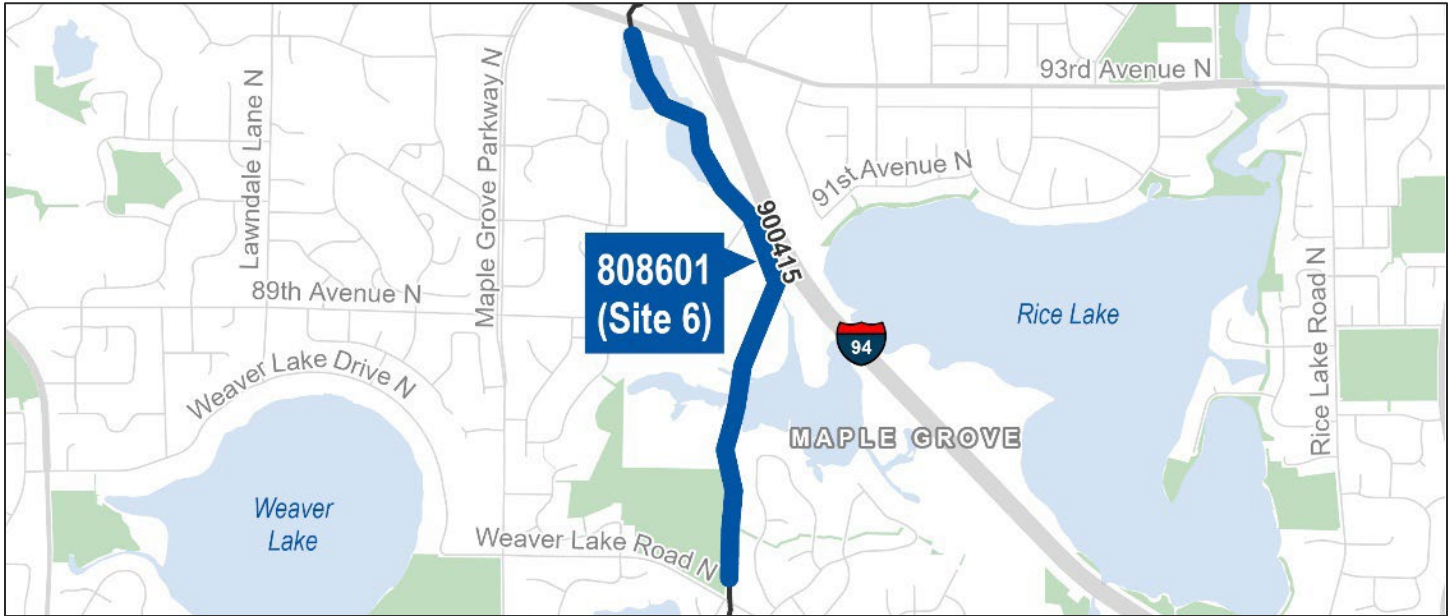 93rd Avenue N
Lawndale Lane N
Maple Grove Parkway N
91st Avenue N
900415
808601
(Site 6)
89th Avenue N
Rice Lake
Rice Lake Road N
94
Weaver Lake Drive N
MAPLE GROVE
Weaver
Lake
Weaver Lake Road N